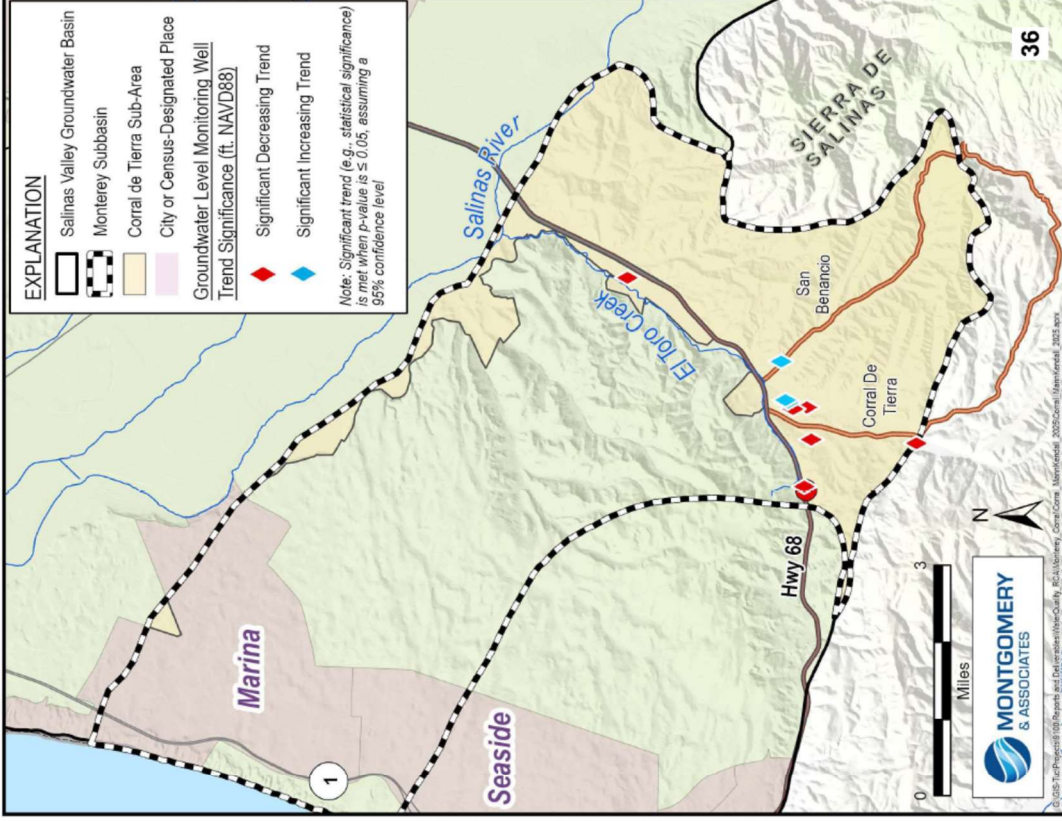 EXPLANATION
Salinas Valley Groundwater Basin
Monterey Subbasin
Corral de Tierra Sub-Area
City or Census-Designated Place
Groundwater Level Monitoring Well
Trend Significance (ft. NAVD88)
Significant Decreasing Trend
Significant Increasing Trend
Note: Significant trend (e.g., statistical significance)
is met when p-value is ≤ 0.05, assuming a
95% confidence level
Salinas River
El Toro Creek
SIERRA DE
SALINAS
San
Benancio
Corral De
Tierra
Hwy 68
Marina
Seaside
1
N
0
3
Miles
MONTGOMERY
& ASSOCIATES
36